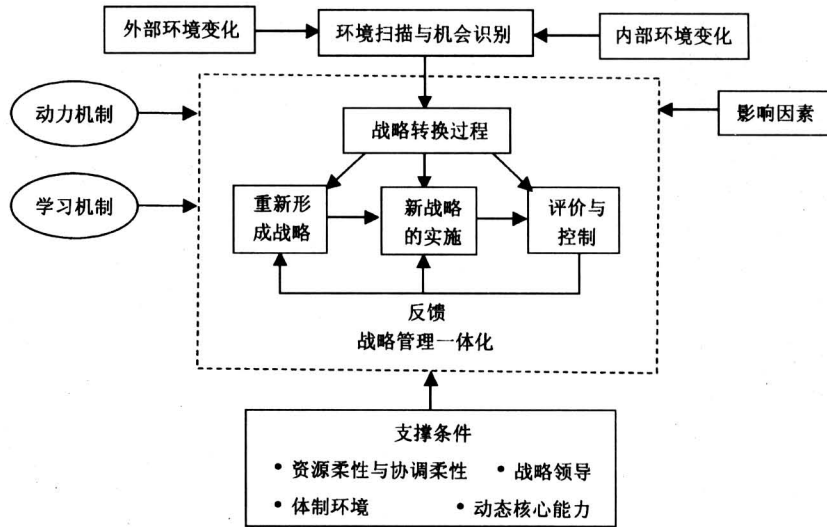 外部环境变化
环境扫描与机会识别
内部环境变化
动力机制
影响因素
战略转换过程
学习机制
重新形
成战略
新战略
的实施
评价与
控制
反馈
战略管理一体化
支撑条件
• 资源柔性与协调柔性
• 战略领导
• 体制环境
• 动态核心能力